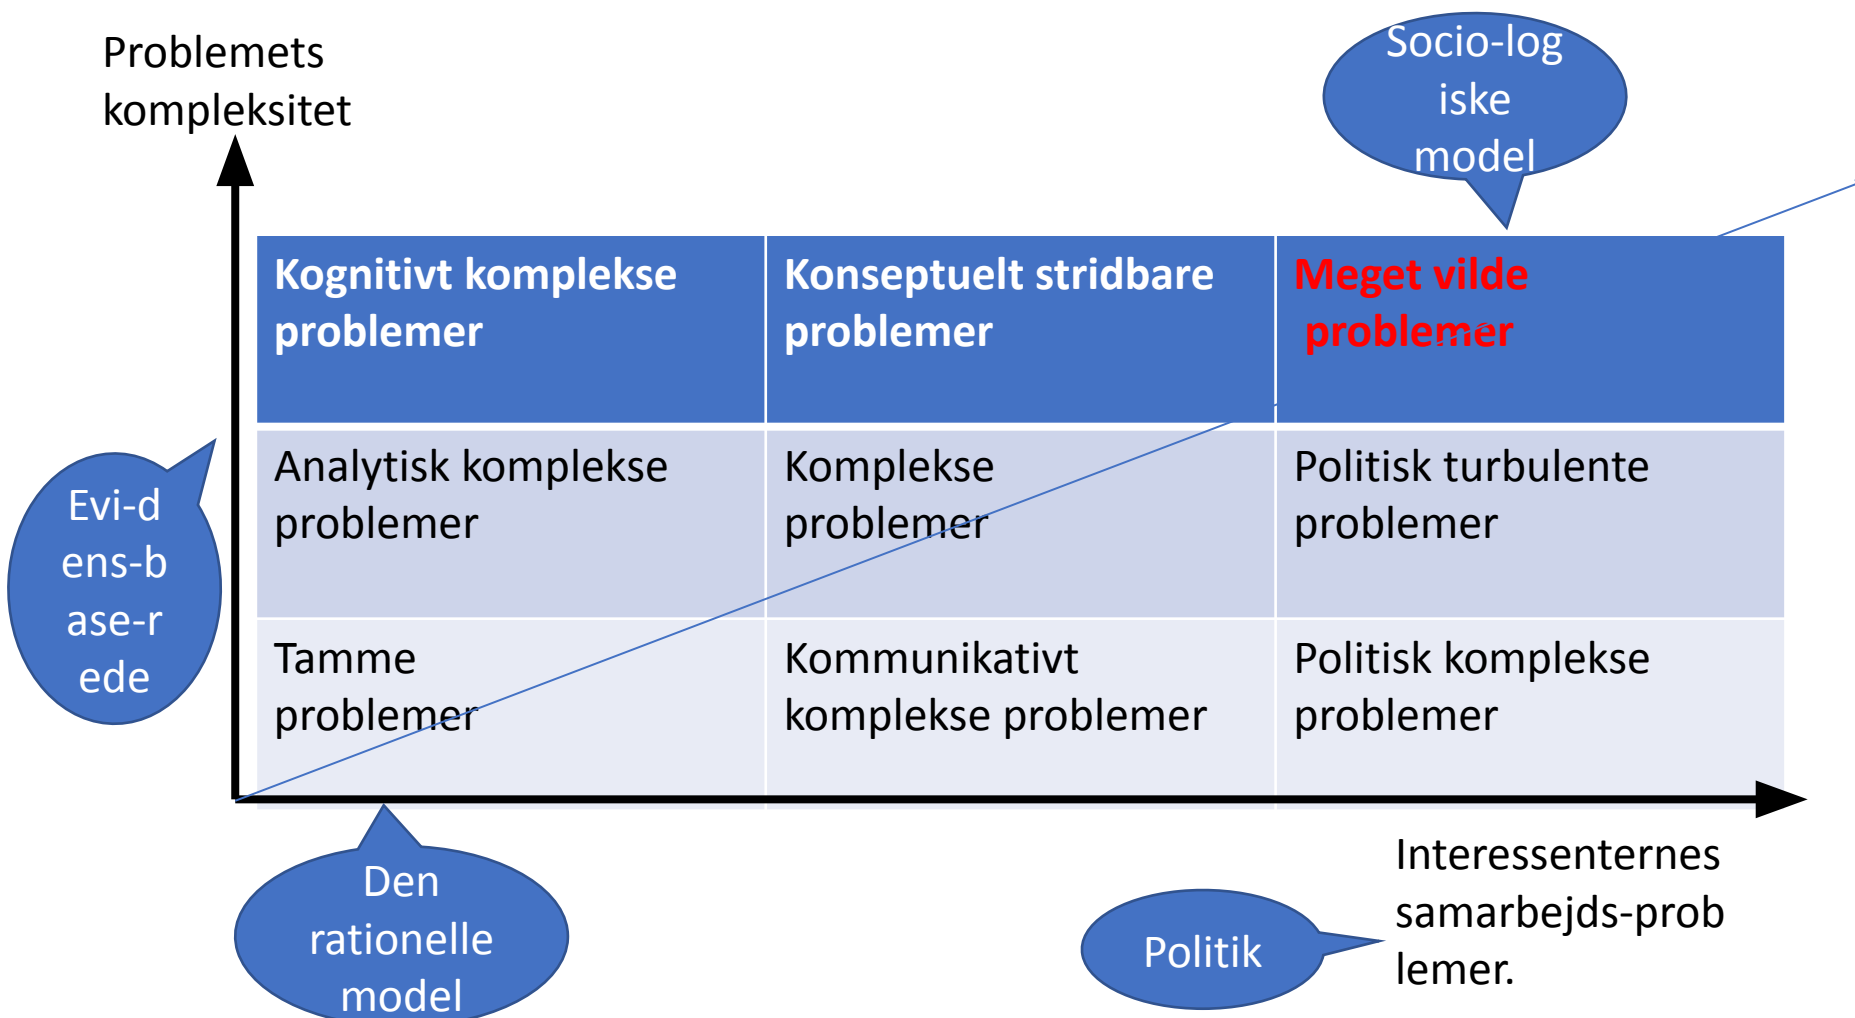 Problemets
kompleksitet
Socio-log
iske
model
Kognitivt komplekse
problemer
Konseptuelt stridbare
problemer
Meget vilde
problemer
Evi-d
ens-b
ase-r
ede
Analytisk komplekse
problemer
Komplekse
problemer
Politisk turbulente
problemer
Tamme
problemer
Kommunikativt
komplekse problemer
Politisk komplekse
problemer
Den
rationelle
model
Politik
Interessenternes
samarbejds-prob
lemer.